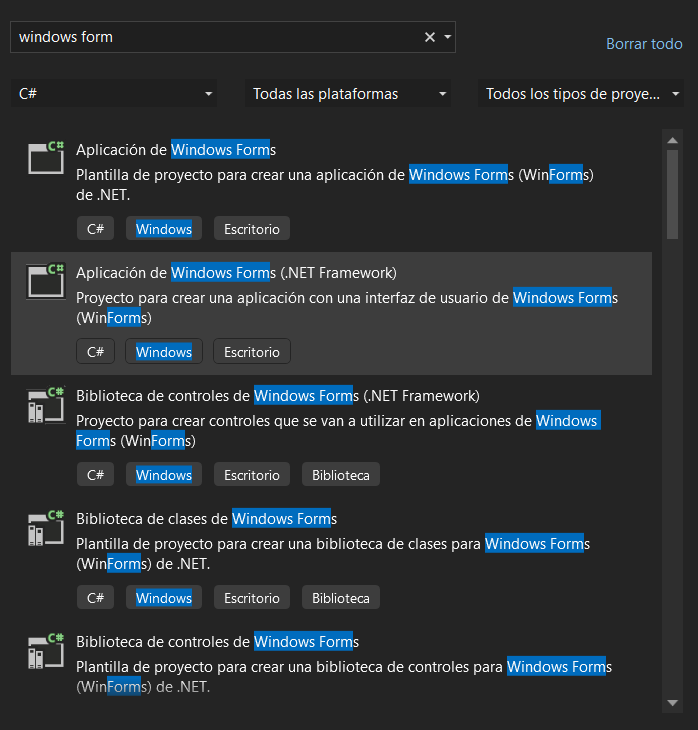 windows form
Borrar todo
C#
Todas las plataformas
Todos los tipos de proye...
C#
Aplicación de Windows Forms
Plantilla de proyecto para crear una aplicación de Windows Forms (WinForms)
de .NET.
C# Windows Escritorio
C#
Aplicación de Windows Forms (.NET Framework)
Proyecto para crear una aplicación con una interfaz de usuario de Windows Forms
(WinForms)
C# Windows Escritorio
C#
Biblioteca de controles de Windows Forms (.NET Framework)
Proyecto para crear controles que se van a utilizar en aplicaciones de Windows
Forms (WinForms)
C# Windows Escritorio Biblioteca
C#
Biblioteca de clases de Windows Forms
Plantilla de proyecto para crear una biblioteca de clases para Windows Forms
(WinForms) de .NET.
C# Windows Escritorio Biblioteca
C#
Biblioteca de controles de Windows Forms
Plantilla de proyecto para crear una biblioteca de controles para Windows Forms
(WinForms) de .NET.